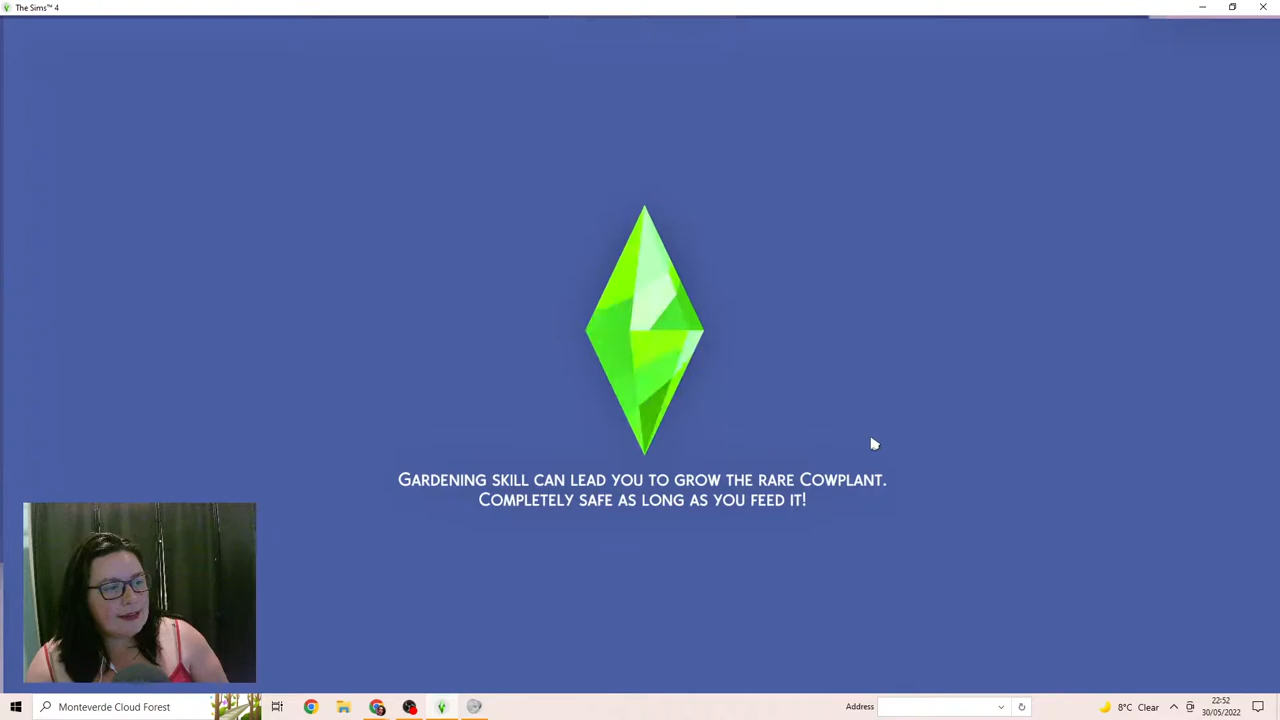 The Sims™ 4
GARDENING SKILL CAN LEAD YOU TO GROW THE RARE COWPLANT.
COMPLETELY SAFE AS LONG AS YOU FEED IT!
Monteverde Cloud Forest
Address
8°C Clear
22:52
30/05/2022